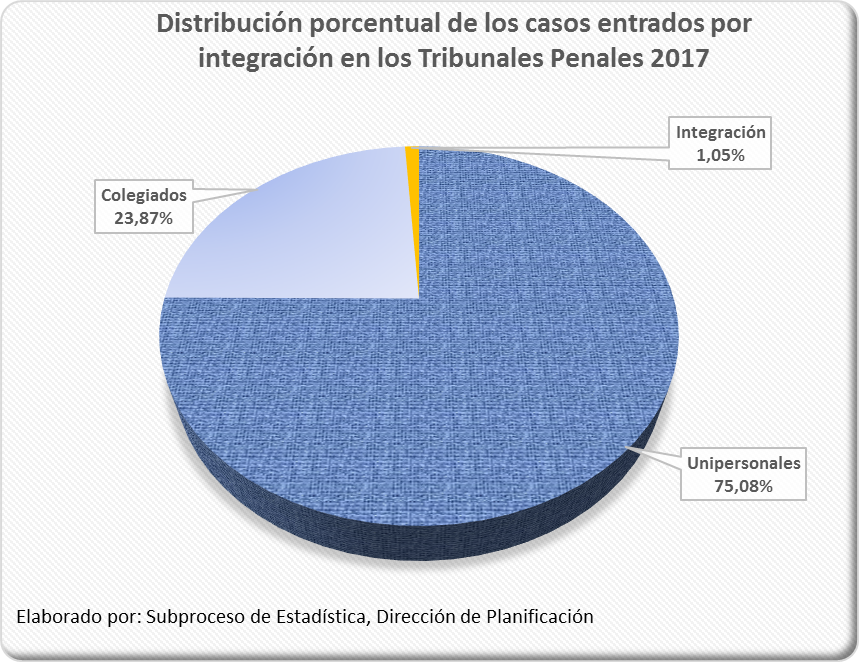 Distribución porcentual de los casos entrados por
integración en los Tribunales Penales 2017
Integración
1,05%
Colegiados
23,87%
Unipersonales
75,08%
Elaborado por: Subproceso de Estadística, Dirección de Planificación